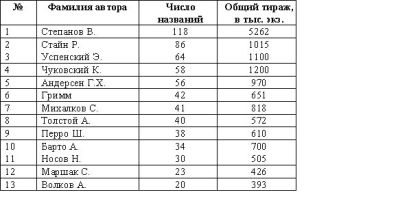 № Фамилия автора Число названий Общий тираж, в тыс. экз.
1 Степанов В. 118 5262
2 Стайн Р. 86 1015
3 Успенский Э. 64 1100
4 Чуковский К. 58 1200
5 Андерсен Г.Х. 56 970
6 Гримм 42 651
7 Михалков С. 41 818
8 Толстой А. 40 572
9 Перро Ш. 38 610
10 Барто А. 34 700
11 Носов Н. 30 505
12 Маршак С. 23 426
13 Волков А. 20 393